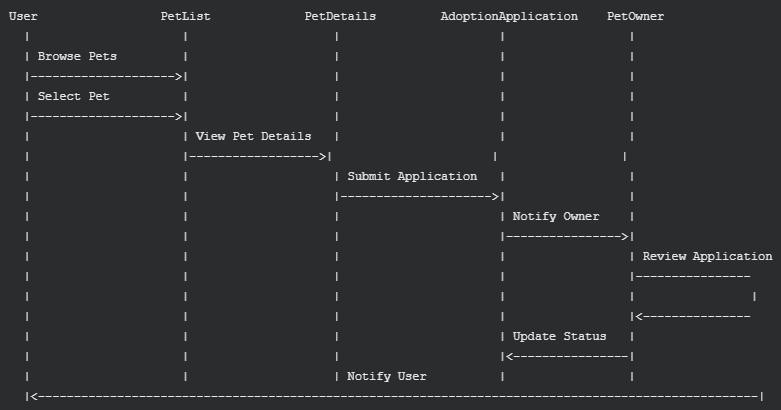 User PetList PetDetails AdoptionApplication PetOwner
Browse Pets
Select Pet
View Pet Details
Submit Application
Notify Owner
Review Application
Update Status
Notify User